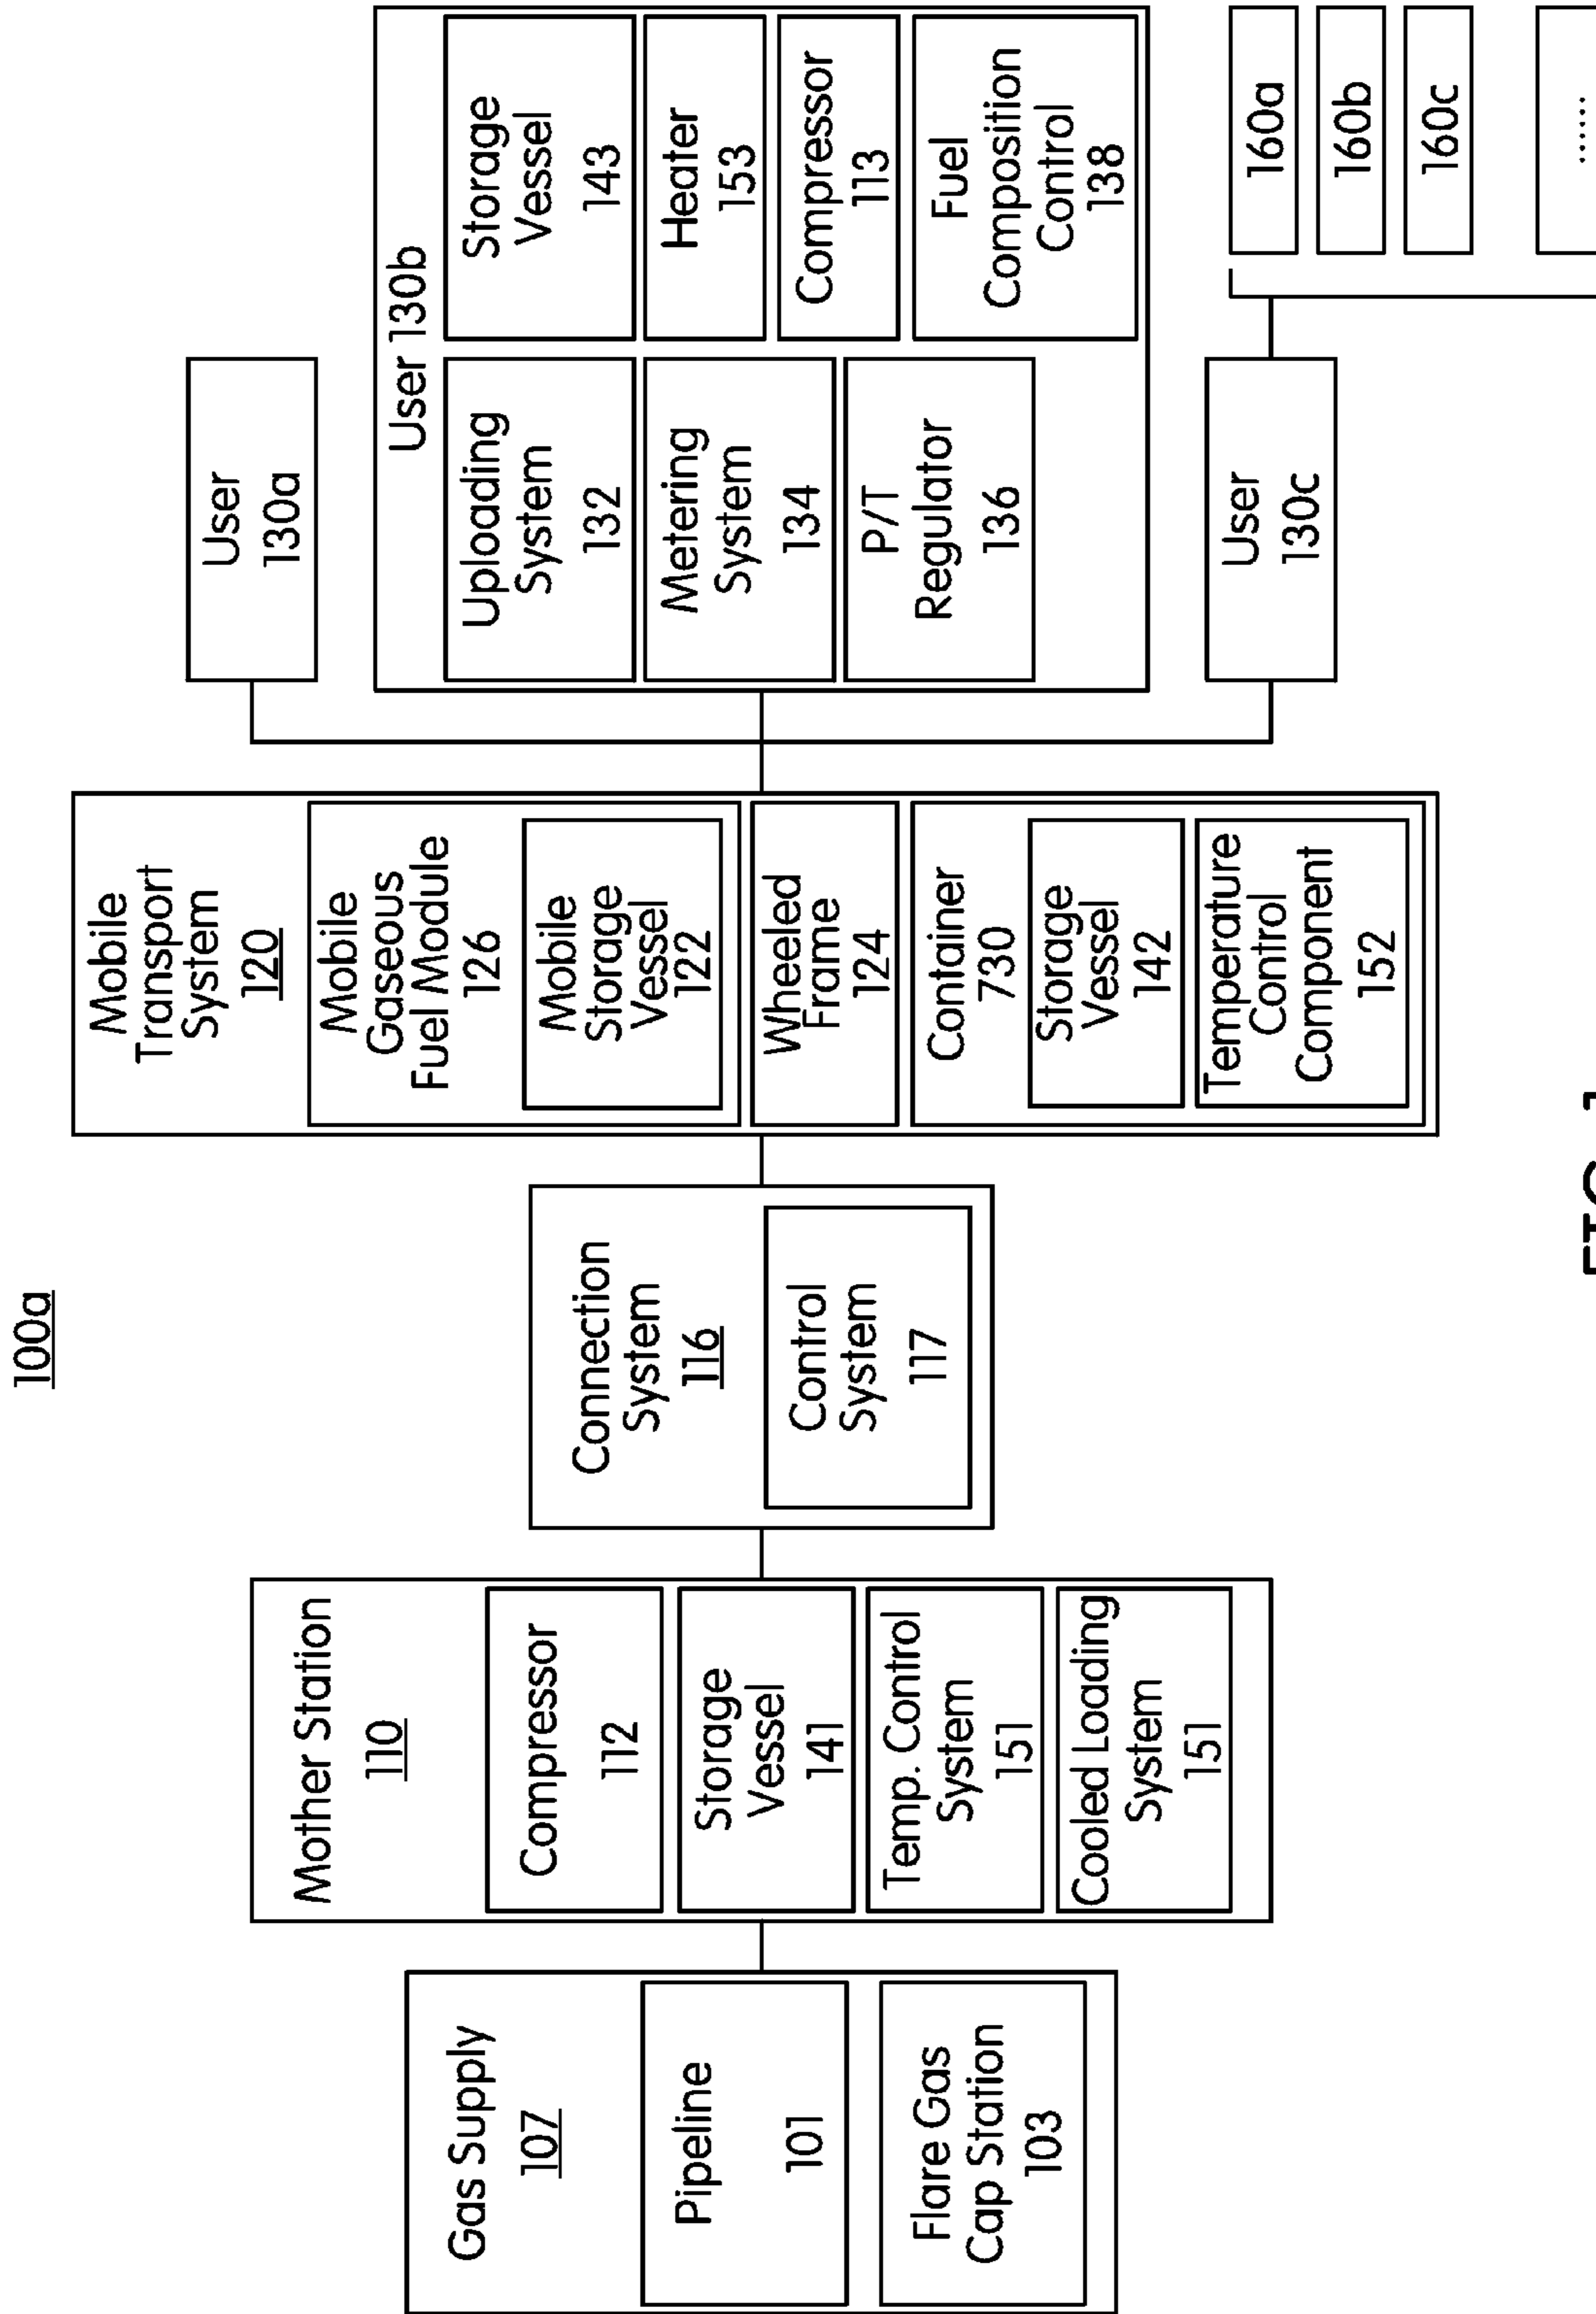 100a
Gas Supply
107
Pipeline
101
Flare Gas
Cap Station
103
Mother Station
110
Compressor
112
Storage
Vessel
141
Temp. Control
System
151
Cooled Loading
System
151
Connection
System
116
Control
System
117
Mobile
Transport
System
120
Mobile
Gaseous
Fuel Module
126
Mobile
Storage
Vessel
122
Wheeled
Frame
124
Container
730
Storage
Vessel
142
Temperature
Control
Component
152
User
130a
User 130b
Uploading
System
132
Metering
System
134
P/T
Regulator
136
Storage
Vessel
143
Heater
153
Compressor
113
Fuel
Composition
Control
138
User
130c
160a
160b
160c
......